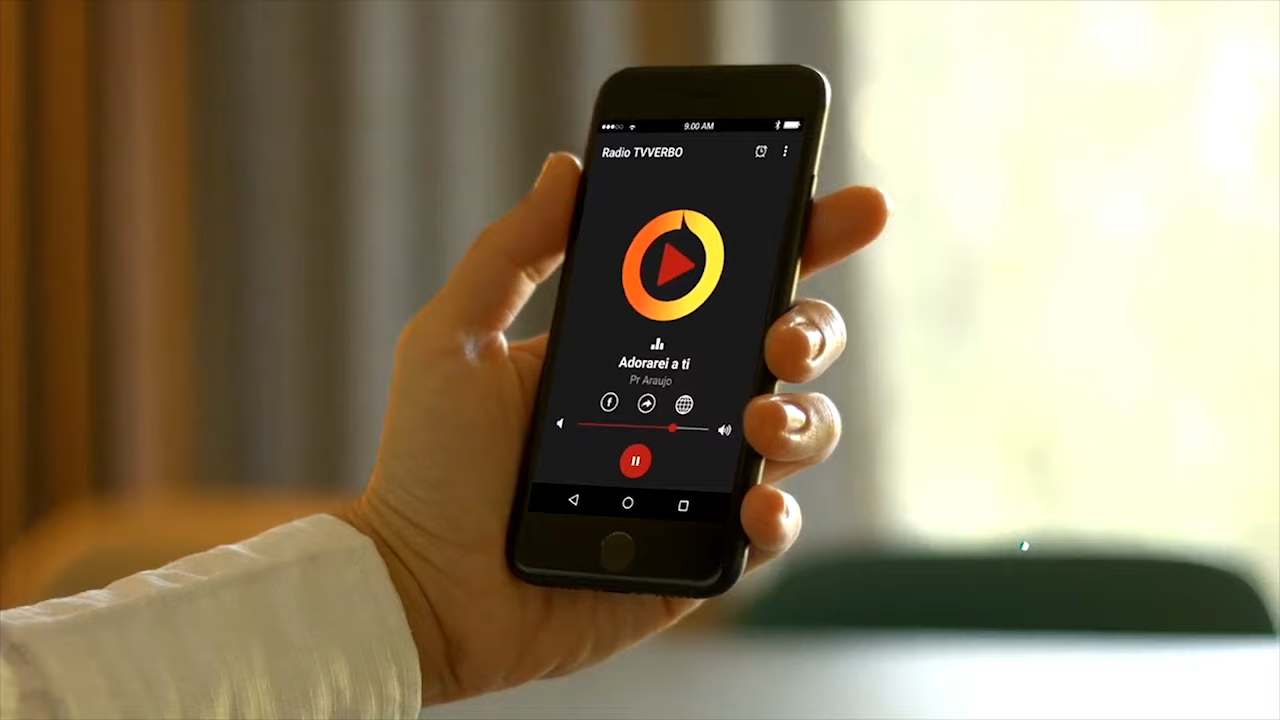 9:00 AM
Radio TVVERBO
Adorarei a ti
Pr Araujo
f